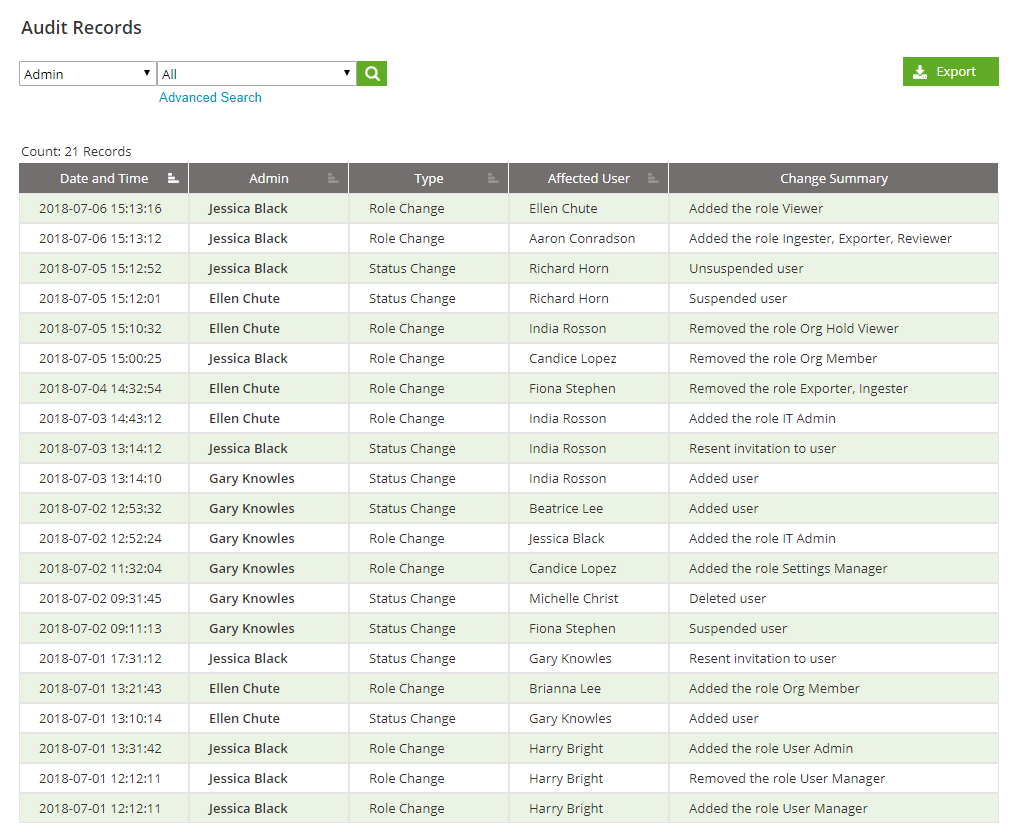 Audit Records
Admin All
Advanced Search
Export
Count: 21 Records
Date and Time Admin Type Affected User Change Summary
2018-07-06 15:13:16 Jessica Black Role Change Ellen Chute Added the role Viewer
2018-07-06 15:13:12 Jessica Black Role Change Aaron Conradson Added the role Ingester, Exporter, Reviewer
2018-07-05 15:12:52 Jessica Black Status Change Richard Horn Unsuspended user
2018-07-05 15:12:01 Ellen Chute Status Change Richard Horn Suspended user
2018-07-05 15:10:32 Ellen Chute Role Change India Rosson Removed the role Org Hold Viewer
2018-07-05 15:00:25 Jessica Black Role Change Candice Lopez Removed the role Org Member
2018-07-04 14:32:54 Ellen Chute Role Change Fiona Stephen Removed the role Exporter, Ingester
2018-07-03 14:43:12 Ellen Chute Role Change India Rosson Added the role IT Admin
2018-07-03 13:14:12 Jessica Black Status Change India Rosson Resent invitation to user
2018-07-03 13:14:10 Gary Knowles Status Change India Rosson Added user
2018-07-02 12:53:32 Gary Knowles Status Change Beatrice Lee Added user
2018-07-02 12:52:24 Gary Knowles Role Change Jessica Black Added the role IT Admin
2018-07-02 11:32:04 Gary Knowles Role Change Candice Lopez Added the role Settings Manager
2018-07-02 09:31:45 Gary Knowles Status Change Michelle Christ Deleted user
2018-07-02 09:11:13 Gary Knowles Status Change Fiona Stephen Suspended user
2018-07-01 17:31:12 Jessica Black Status Change Gary Knowles Resent invitation to user
2018-07-01 13:21:43 Ellen Chute Role Change Brianna Lee Added the role Org Member
2018-07-01 13:10:14 Ellen Chute Status Change Gary Knowles Added user
2018-07-01 13:31:42 Jessica Black Role Change Harry Bright Added the role User Admin
2018-07-01 12:12:11 Jessica Black Role Change Harry Bright Removed the role User Manager
2018-07-01 12:12:11 Jessica Black Role Change Harry Bright Added the role User Manager